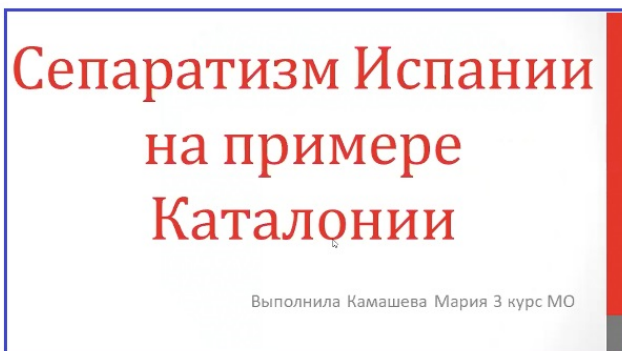 Сепаратизм Испании
на примере
Каталонии
Выполнила Камашева Мария 3 курс МО